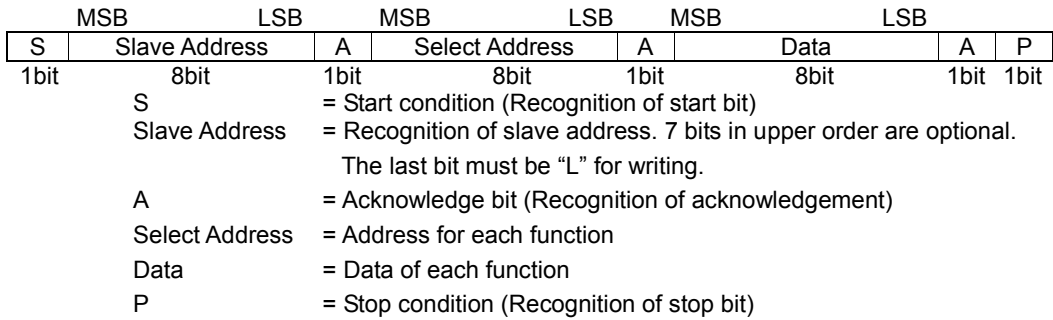 MSB LSB MSB LSB MSB LSB
S Slave Address A Select Address A Data A P
1bit 8bit 1bit 8bit 1bit 8bit 1bit 1bit
S = Start condition (Recognition of start bit)
Slave Address = Recognition of slave address. 7 bits in upper order are optional.
The last bit must be “L” for writing.
A = Acknowledge bit (Recognition of acknowledgement)
Select Address = Address for each function
Data = Data of each function
P = Stop condition (Recognition of stop bit)